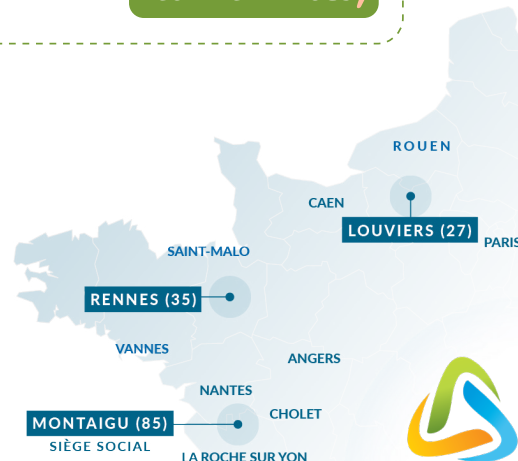 ROUEN
CAEN
LOUVIERS (27)
PARIS
SAINT-MALO
RENNES (35)
VANNES
ANGERS
NANTES
CHOLET
MONTAIGU (85)
SIÈGE SOCIAL
LA ROCHE SUR YON